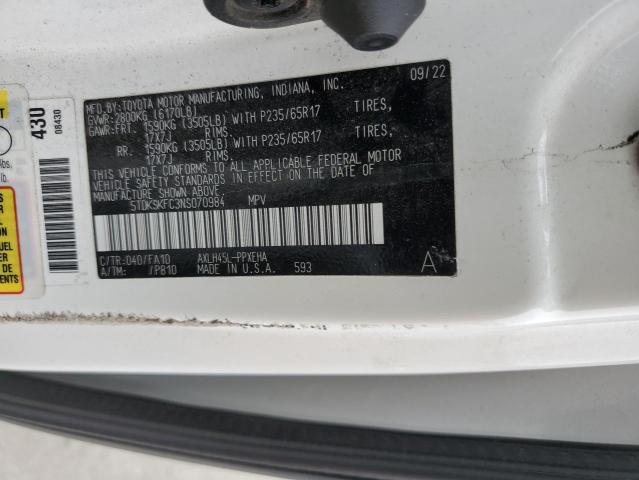 MFD.BY:TOYOTA MOTOR MANUFACTURING, INDIANA, INC. 09/22
GVWR:2800KG (6170LB)
GAWR:FRT. 1590KG (3505LB) WITH P235/65R17 TIRES,
17X7J RIMS.
RR. 1590KG (3505LB) WITH P235/65R17 TIRES,
17X7J RIMS.
THIS VEHICLE CONFORMS TO ALL APPLICABLE FEDERAL MOTOR
VEHICLE SAFETY STANDARDS IN EFFECT ON THE DATE OF
MANUFACTURE SHOWN ABOVE.
5TDKSKFC3NS070984 MPV
C/TR:040/FA10 AXLH45L-PPXEHA
A/TM: /PB10 MADE IN U.S.A. 593
A
430
08430
lbs.